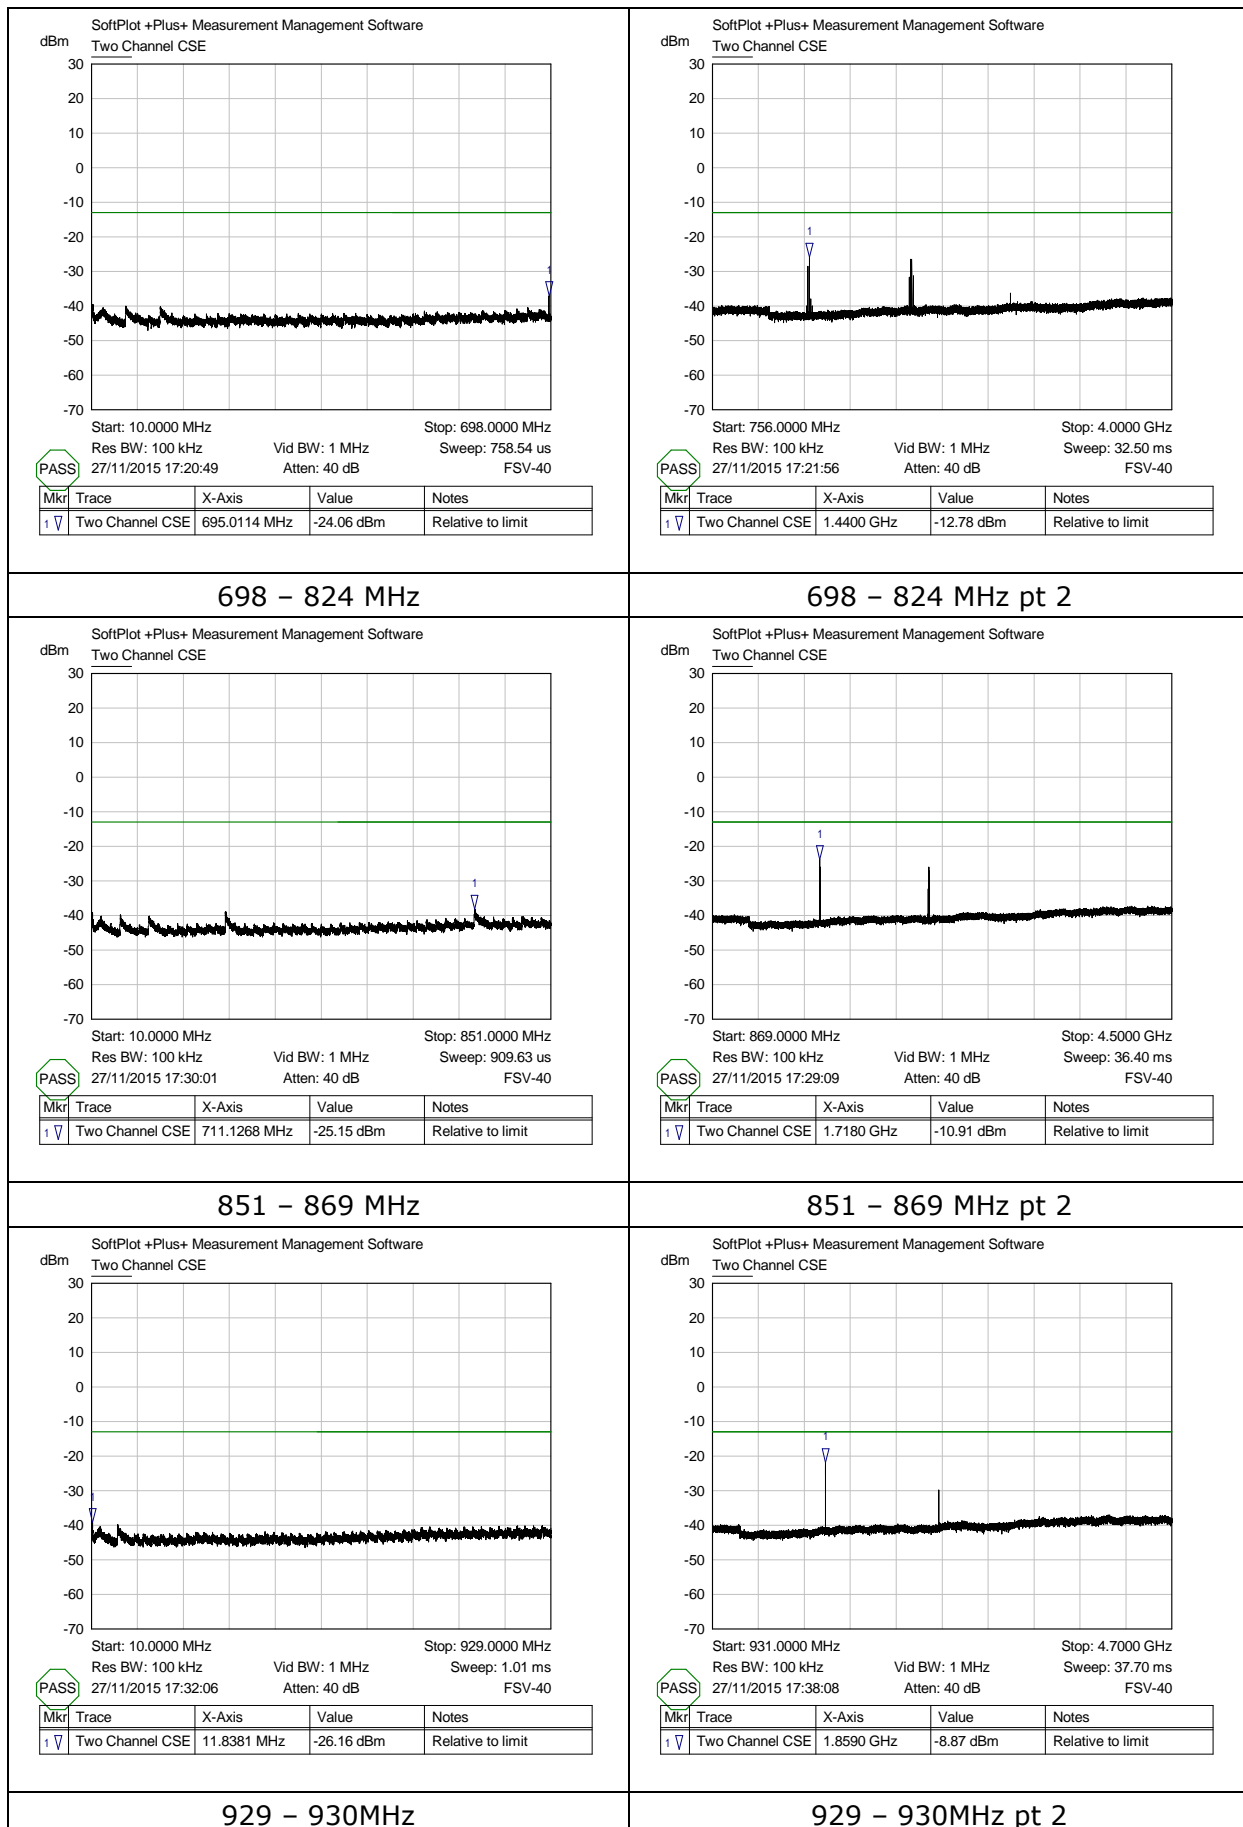 SoftPlot +Plus+ Measurement Management Software
dBm
Two Channel CSE
30
20
10
0
-10
-20
-30
-40
-50
-60
-70
1
Start: 10.0000 MHz Stop: 698.0000 MHz
Res BW: 100 kHz Vid BW: 1 MHz Sweep: 758.54 us
PASS 27/11/2015 17:20:49 Atten: 40 dB FSV-40
Mkr Trace X-Axis Value Notes
1 Two Channel CSE 695.0114 MHz -24.06 dBm Relative to limit
698 – 824 MHz
SoftPlot +Plus+ Measurement Management Software
dBm
Two Channel CSE
30
20
10
0
-10
-20
-30
-40
-50
-60
-70
1
Start: 756.0000 MHz Stop: 4.0000 GHz
Res BW: 100 kHz Vid BW: 1 MHz Sweep: 32.50 ms
PASS 27/11/2015 17:21:56 Atten: 40 dB FSV-40
Mkr Trace X-Axis Value Notes
1 Two Channel CSE 1.4400 GHz -12.78 dBm Relative to limit
698 – 824 MHz pt 2
SoftPlot +Plus+ Measurement Management Software
dBm
Two Channel CSE
30
20
10
0
-10
-20
-30
-40
-50
-60
-70
1
Start: 10.0000 MHz Stop: 851.0000 MHz
Res BW: 100 kHz Vid BW: 1 MHz Sweep: 909.63 us
PASS 27/11/2015 17:30:01 Atten: 40 dB FSV-40
Mkr Trace X-Axis Value Notes
1 Two Channel CSE 711.1268 MHz -25.15 dBm Relative to limit
851 – 869 MHz
SoftPlot +Plus+ Measurement Management Software
dBm
Two Channel CSE
30
20
10
0
-10
-20
-30
-40
-50
-60
-70
1
Start: 869.0000 MHz Stop: 4.5000 GHz
Res BW: 100 kHz Vid BW: 1 MHz Sweep: 36.40 ms
PASS 27/11/2015 17:29:09 Atten: 40 dB FSV-40
Mkr Trace X-Axis Value Notes
1 Two Channel CSE 1.7180 GHz -10.91 dBm Relative to limit
851 – 869 MHz pt 2
SoftPlot +Plus+ Measurement Management Software
dBm
Two Channel CSE
30
20
10
0
-10
-20
-30
-40
-50
-60
-70
1
Start: 10.0000 MHz Stop: 929.0000 MHz
Res BW: 100 kHz Vid BW: 1 MHz Sweep: 1.01 ms
PASS 27/11/2015 17:32:06 Atten: 40 dB FSV-40
Mkr Trace X-Axis Value Notes
1 Two Channel CSE 11.8381 MHz -26.16 dBm Relative to limit
929 – 930MHz
SoftPlot +Plus+ Measurement Management Software
dBm
Two Channel CSE
30
20
10
0
-10
-20
-30
-40
-50
-60
-70
1
Start: 931.0000 MHz Stop: 4.7000 GHz
Res BW: 100 kHz Vid BW: 1 MHz Sweep: 37.70 ms
PASS 27/11/2015 17:38:08 Atten: 40 dB FSV-40
Mkr Trace X-Axis Value Notes
1 Two Channel CSE 1.8590 GHz -8.87 dBm Relative to limit
929 – 930MHz pt 2